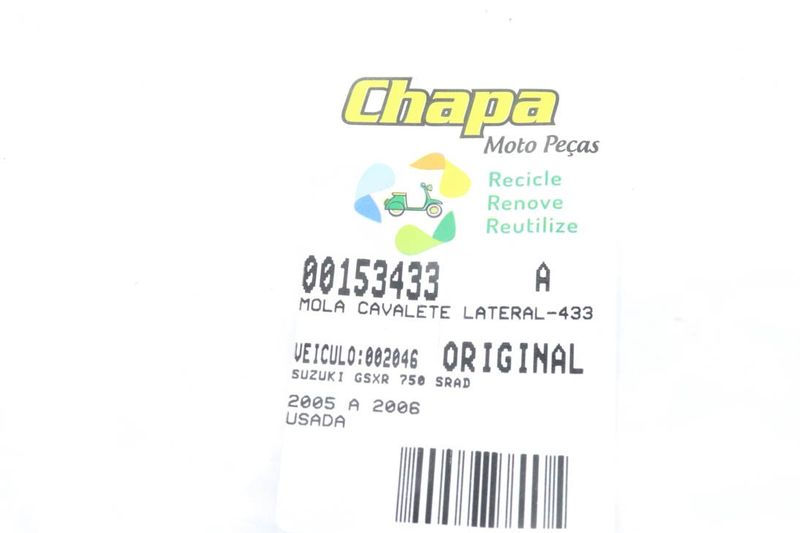 Chapa
Moto Peças
Recicle
Renove
Reutilize
00153433 A
MOLA CAVALETE LATERAL-433
VEICULO:002046 ORIGINAL
SUZUKI GSXR 750 SRAD
2005 A 2006
USADA